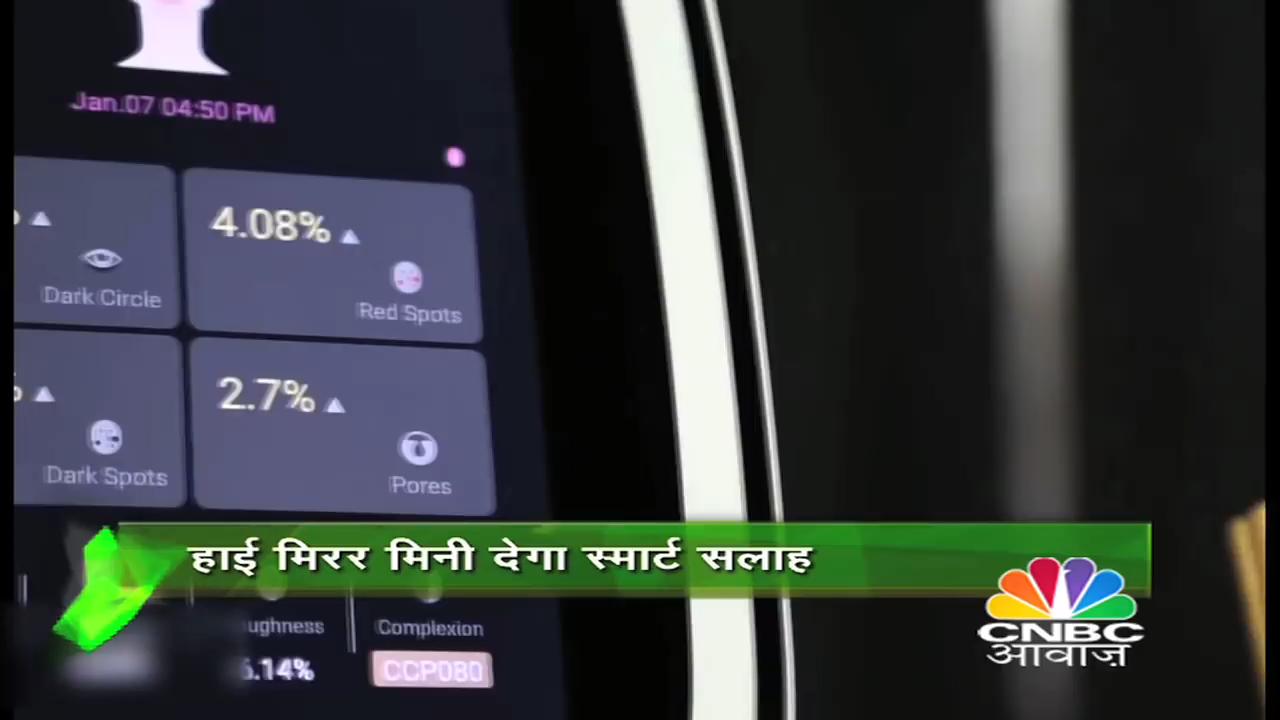 Jan.07 04:50 PM
4.08%
Dark Circle
Red Spots
2.7%
Dark Spots
Pores
हाई मिरर मिनी देगा स्मार्ट सलाह
Complexion
CCP080
CNBC
आवाज़